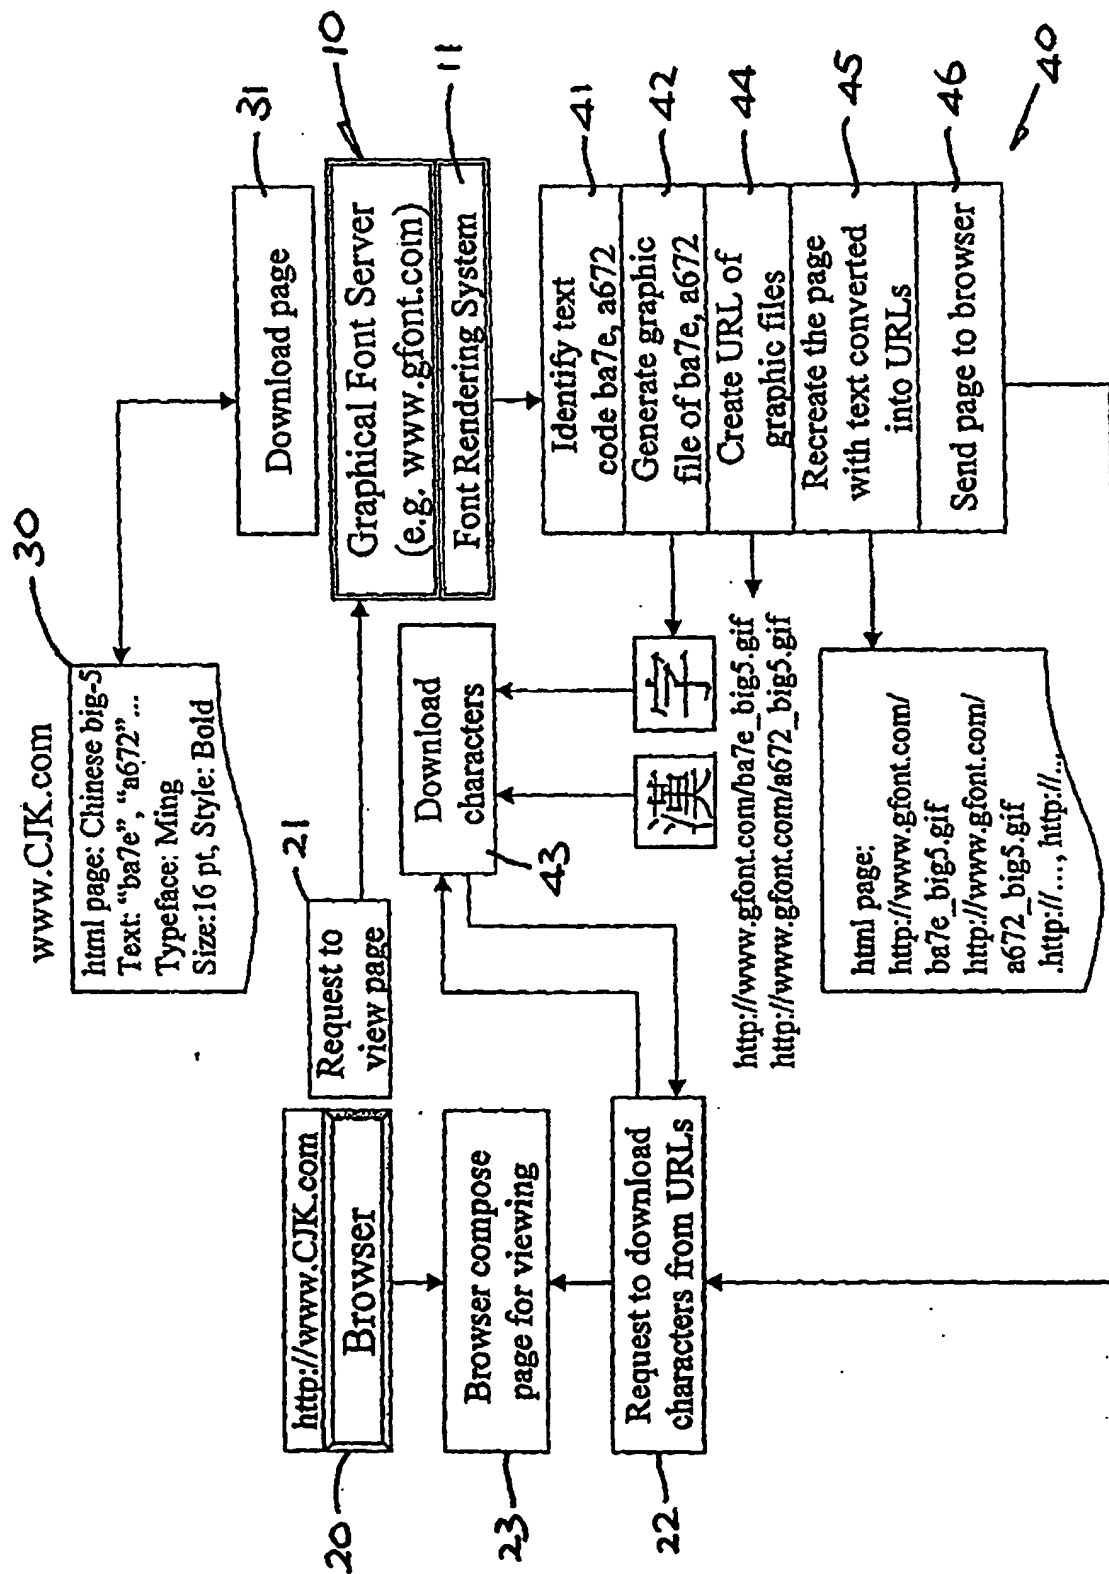 www.CJK.com
30
html page: Chinese big-5
Text: “ba7e”, “a672” ...
Typeface: Ming
Size:16 pt, Style: Bold
31
Download page
http://www.CJK.com
Browser
20
21
Request to
view page
10
Graphical Font Server
(e.g. www.gfont.com)
11
Font Rendering System
Browser compose
page for viewing
23
Download
characters
43
Request to download
characters from URLs
22
漢字
Identify text
code ba7e, a672
41
Generate graphic
file of ba7e, a672
42
Create URL of
graphic files
44
Recreate the page
with text converted
into URLs
45
Send page to browser
46
40
http://www.gfont.com/ba7e_big5.gif
http://www.gfont.com/a672_big5.gif
html page:
http://www.gfont.com/
ba7e_big5.gif
http://www.gfont.com/
a672_big5.gif
.http://..., http://...